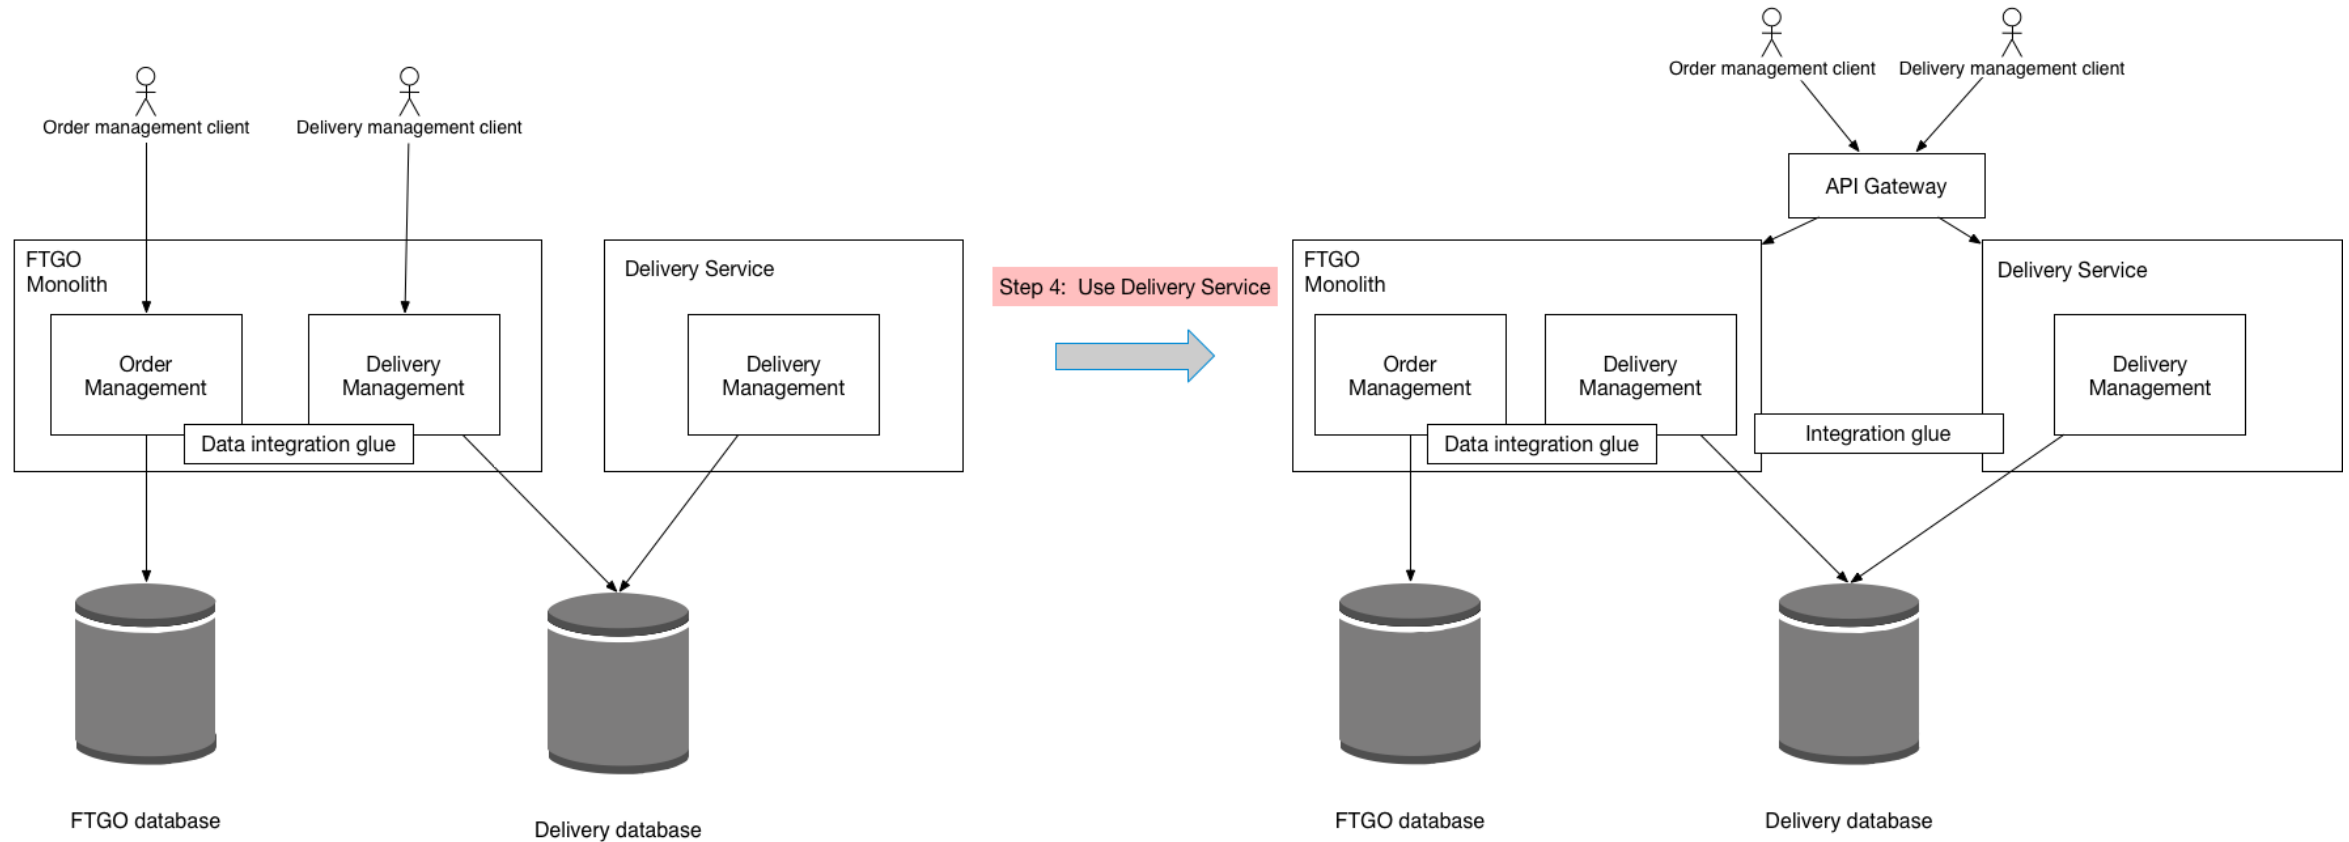 Order management client
Delivery management client
FTGO
Monolith
Order
Management
Delivery
Management
Data integration glue
Delivery Service
Delivery
Management
FTGO database
Delivery database
Step 4: Use Delivery Service
Order management client
Delivery management client
API Gateway
FTGO
Monolith
Order
Management
Delivery
Management
Data integration glue
Integration glue
Delivery Service
Delivery
Management
FTGO database
Delivery database